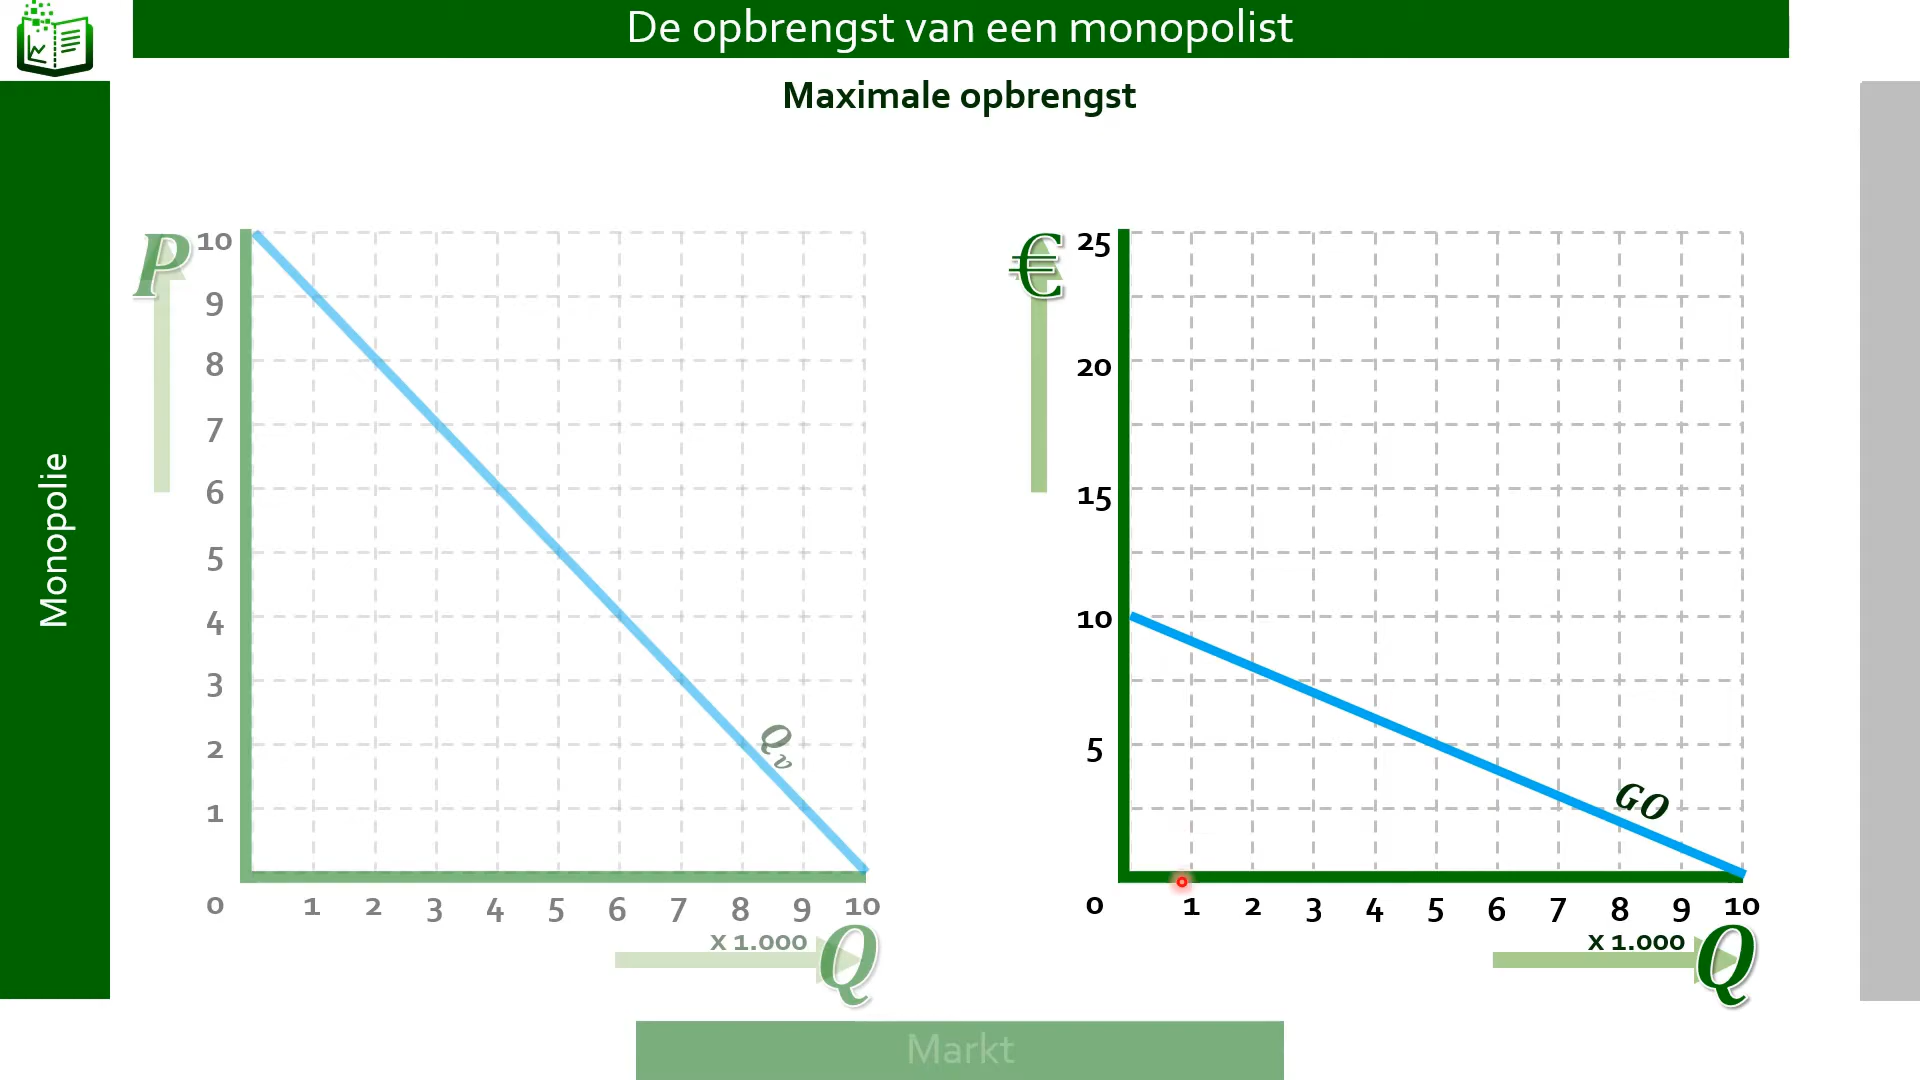 De opbrengst van een monopolist
Maximale opbrengst
Monopolie
P
10
9
8
7
6
5
4
3
2
1
0
1 2 3 4 5 6 7 8 9 10
Qv
x 1.000
Q
€
25
20
15
10
5
0
1 2 3 4 5 6 7 8 9 10
GO
x 1.000
Q
Markt